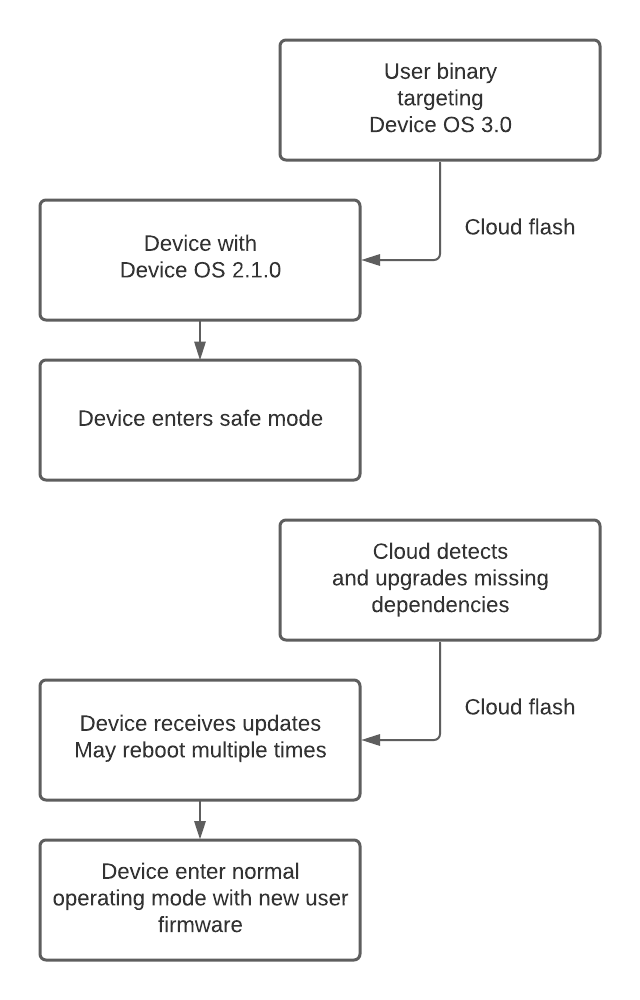 User binary
targeting
Device OS 3.0
Cloud flash
Device with
Device OS 2.1.0
Device enters safe mode
Cloud detects
and upgrades missing
dependencies
Cloud flash
Device receives updates
May reboot multiple times
Device enter normal
operating mode with new user
firmware